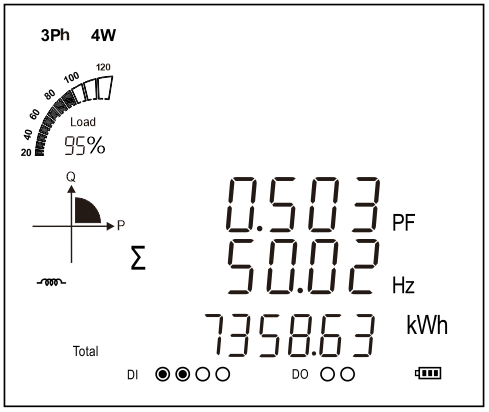 3Ph 4W
120
100
80
60
40
20
Load
95%
Q
P
0.503 PF
Σ
50.02 Hz
7358.63 kWh
Total
DI DO